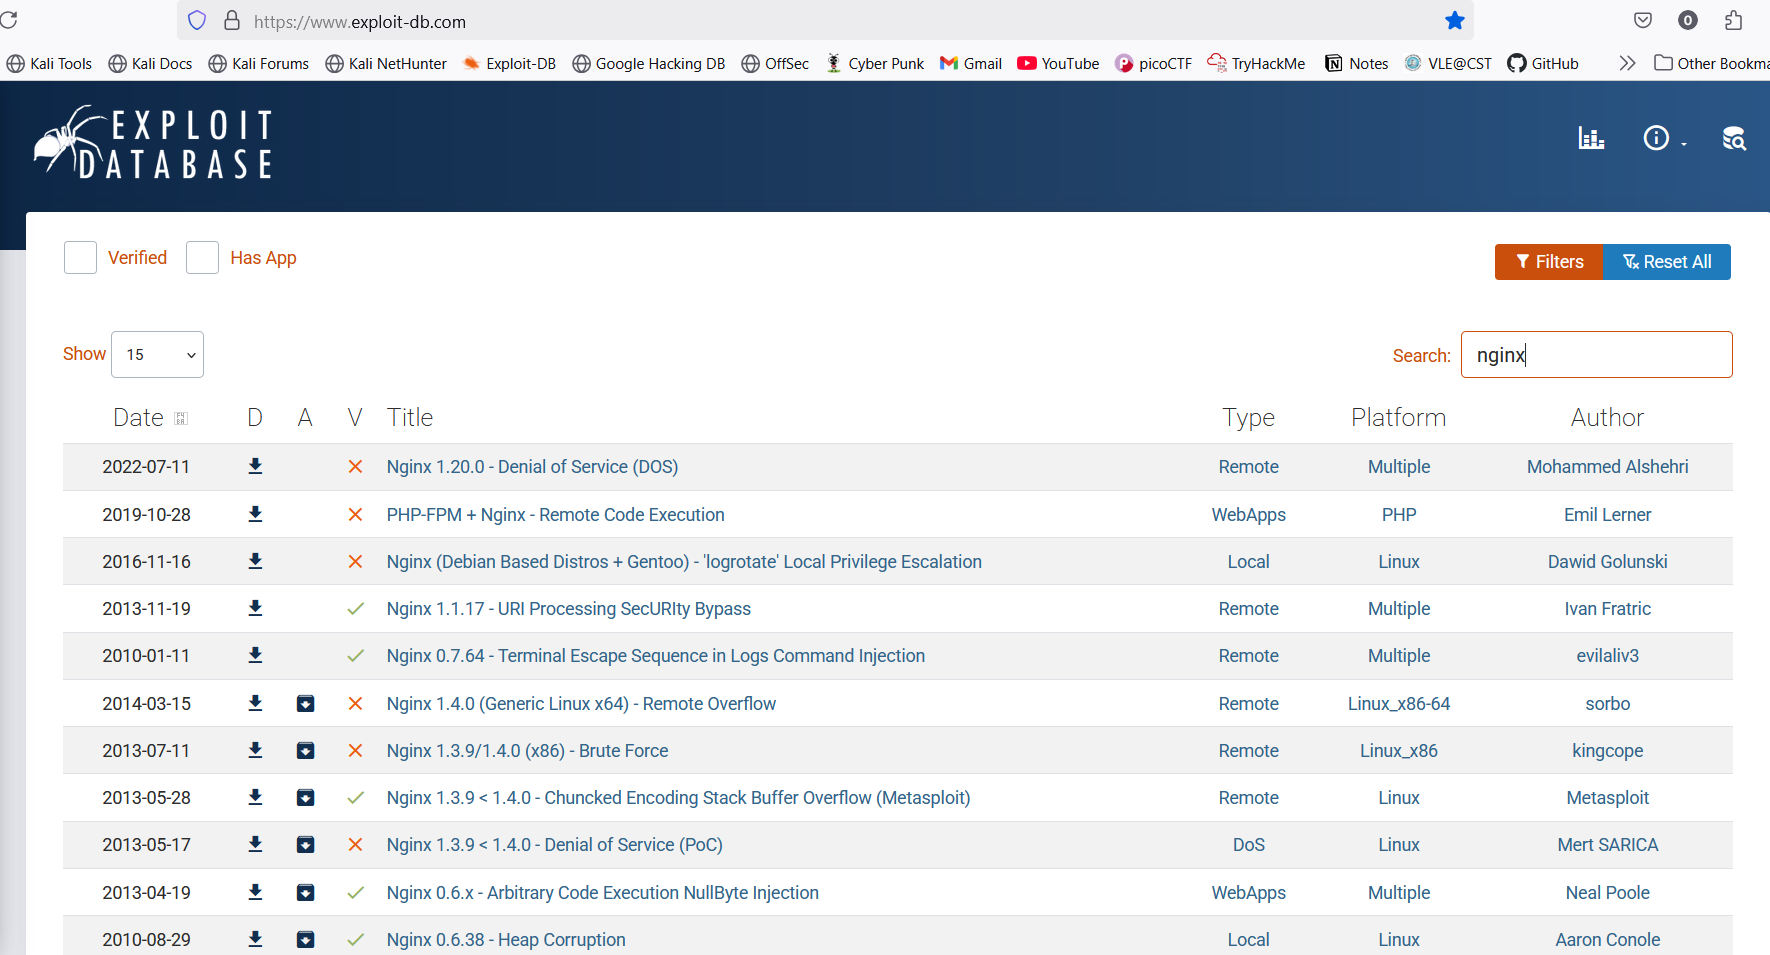 https://www.exploit-db.com
0
Kali Tools Kali Docs Kali Forums Kali NetHunter Exploit-DB Google Hacking DB OffSec Cyber Punk Gmail YouTube picoCTF TryHackMe Notes VLE@CST GitHub Other Bookma
EXPLOIT
DATABASE
Verified Has App
Filters Reset All
Show 15 Search: nginx
Date D A V Title Type Platform Author
2022-07-11 Nginx 1.20.0 - Denial of Service (DOS) Remote Multiple Mohammed Alshehri
2019-10-28 PHP-FPM + Nginx - Remote Code Execution WebApps PHP Emil Lerner
2016-11-16 Nginx (Debian Based Distros + Gentoo) - 'logrotate' Local Privilege Escalation Local Linux Dawid Golunski
2013-11-19 Nginx 1.1.17 - URI Processing SecURIty Bypass Remote Multiple Ivan Fratric
2010-01-11 Nginx 0.7.64 - Terminal Escape Sequence in Logs Command Injection Remote Multiple evilaliv3
2014-03-15 Nginx 1.4.0 (Generic Linux x64) - Remote Overflow Remote Linux_x86-64 sorbo
2013-07-11 Nginx 1.3.9/1.4.0 (x86) - Brute Force Remote Linux_x86 kingcope
2013-05-28 Nginx 1.3.9 < 1.4.0 - Chuncked Encoding Stack Buffer Overflow (Metasploit) Remote Linux Metasploit
2013-05-17 Nginx 1.3.9 < 1.4.0 - Denial of Service (PoC) DoS Linux Mert SARICA
2013-04-19 Nginx 0.6.x - Arbitrary Code Execution NullByte Injection WebApps Multiple Neal Poole
2010-08-29 Nginx 0.6.38 - Heap Corruption Local Linux Aaron Conole